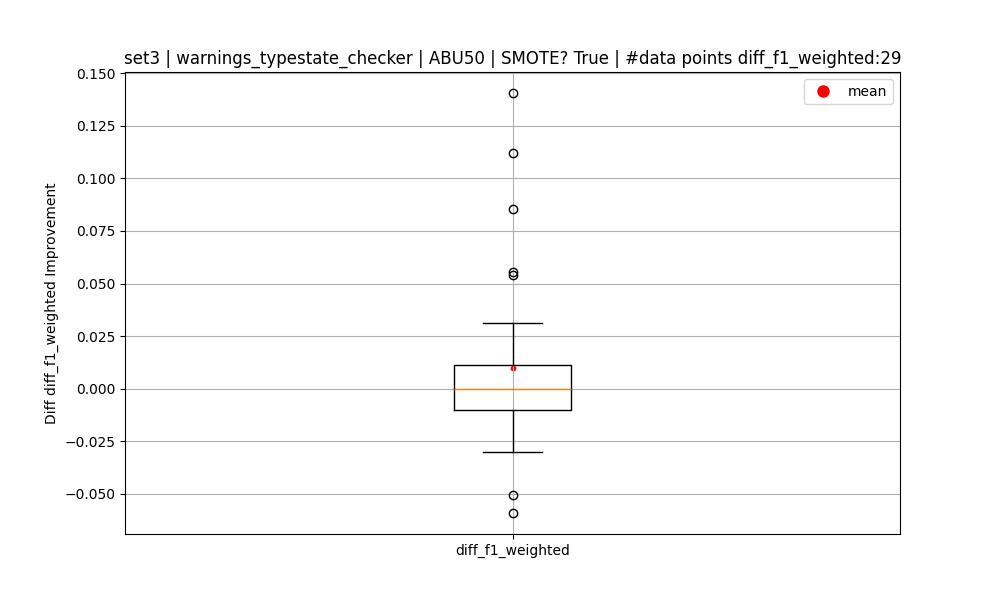 set3 | warnings_typestate_checker | ABU50 | SMOTE? True | #data points diff_f1_weighted:29
mean
0.150
0.125
0.100
0.075
0.050
0.025
0.000
−0.025
−0.050
Diff diff_f1_weighted Improvement
diff_f1_weighted